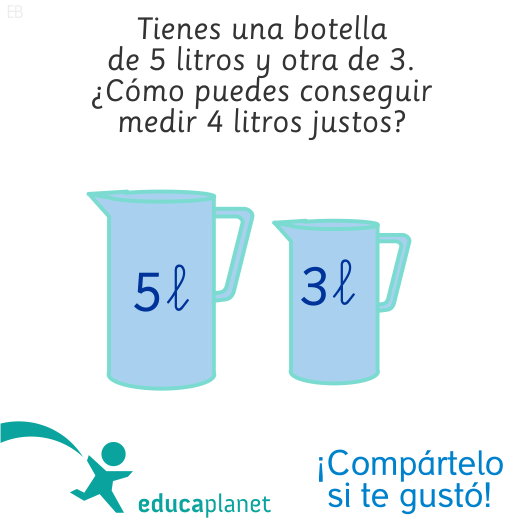 EB
Tienes una botella
de 5 litros y otra de 3.
¿Cómo puedes conseguir
medir 4 litros justos?
5ℓ
3ℓ
educaplanet
¡Compártelo
si te gustó!